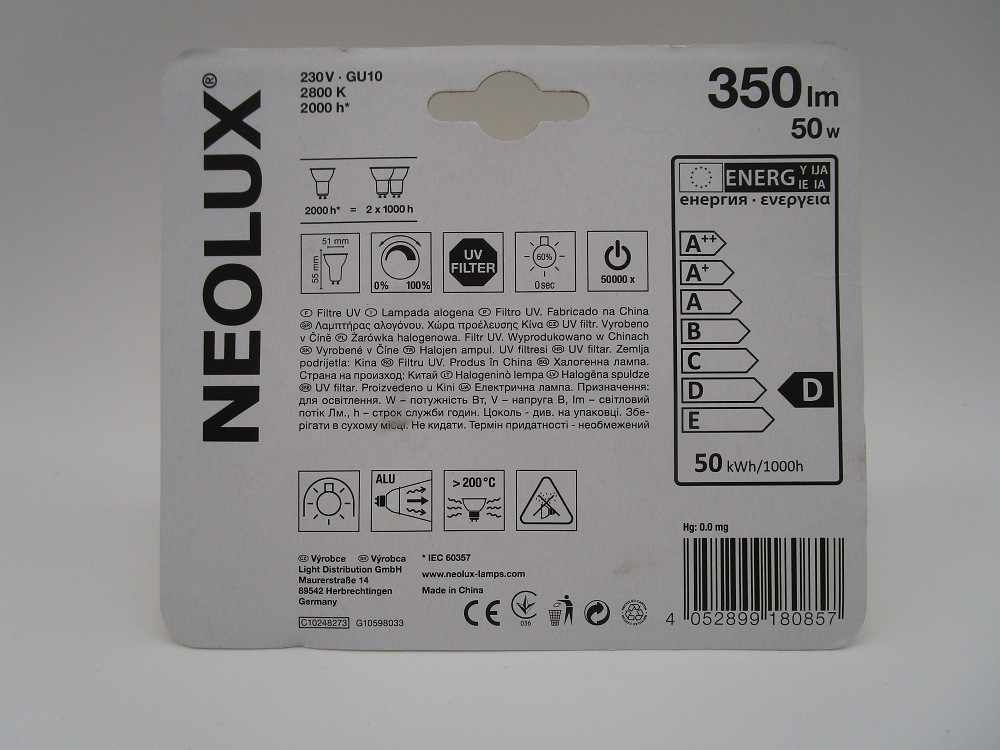 NEOLUX®
230V · GU10
2800 K
2000 h*
350 lm
50 w
2000 h* = 2 x 1000 h
51 mm
55 mm
0% 100%
UV
FILTER
60%
0sec
50000 x
ENERG Y IJA
IE IA
енергия · ενεργεια
A++
A+
A
B
C
D
D
E
50 kWh/1000h
Filtre UV Lampada alogena Filtro UV. Fabricado na China
Λαμπτήρας αλογόνου. Χώρα προέλευσης Κίνα UV filtr. Vyrobeno
v Číně Żarówka halogenowa. Filtr UV. Wyprodukowano w Chinach
Vyrobené v Číne Halojen ampul. UV filtresi UV filtar. Zemlja
podrijetla: Kina Filtru UV. Produs în China Халогенна лампа.
Страна на произход: Китай Halogeninò lempa Halogēna spuldze
UV filtar. Proizvedeno u Kini Електрична лампа. Призначення:
для освітлення. W – потужність Вт, V – напруга В, lm – світловий
потік Лм., h – строк служби годин. Цоколь - див. на упаковці. Збе-
рігати в сухому місці. Не кидати. Термін придатності - необмежений
ALU
> 200 °C
Hg: 0.0 mg
CZ Výrobce SK Výrobca
Light Distribution GmbH
Maurerstraße 14
89542 Herbrechtingen
Germany
C10248273 G10598033
* IEC 60357
www.neolux-lamps.com
Made in China
CE
036
4 052899 180857